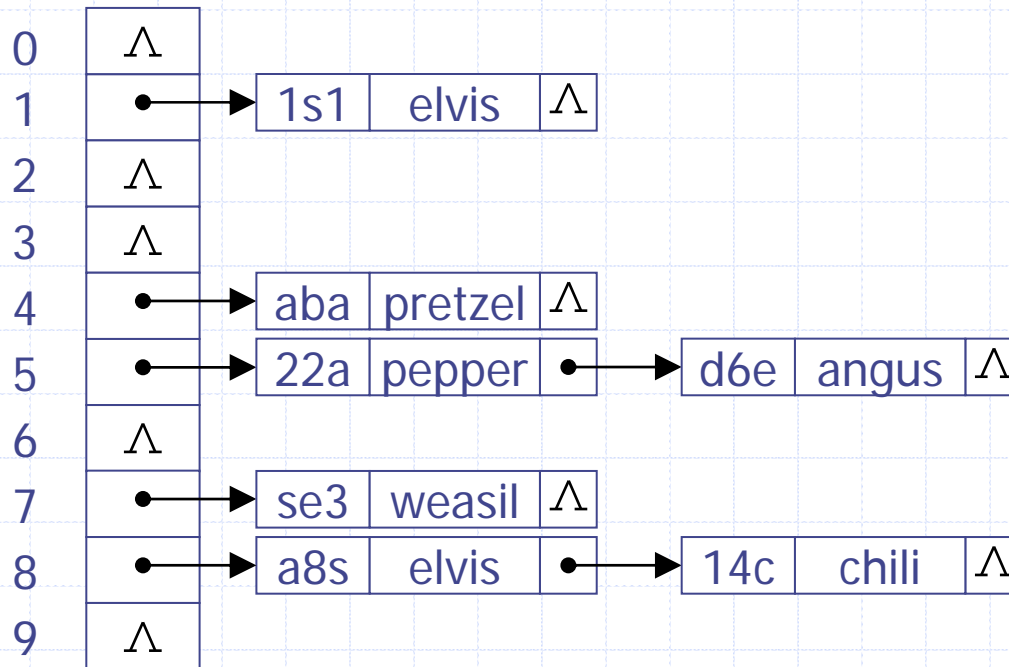 0 Λ
1 1s1 elvis Λ
2 Λ
3 Λ
4 aba pretzel Λ
5 22a pepper d6e angus Λ
6 Λ
7 se3 weasil Λ
8 a8s elvis 14c chili Λ
9 Λ